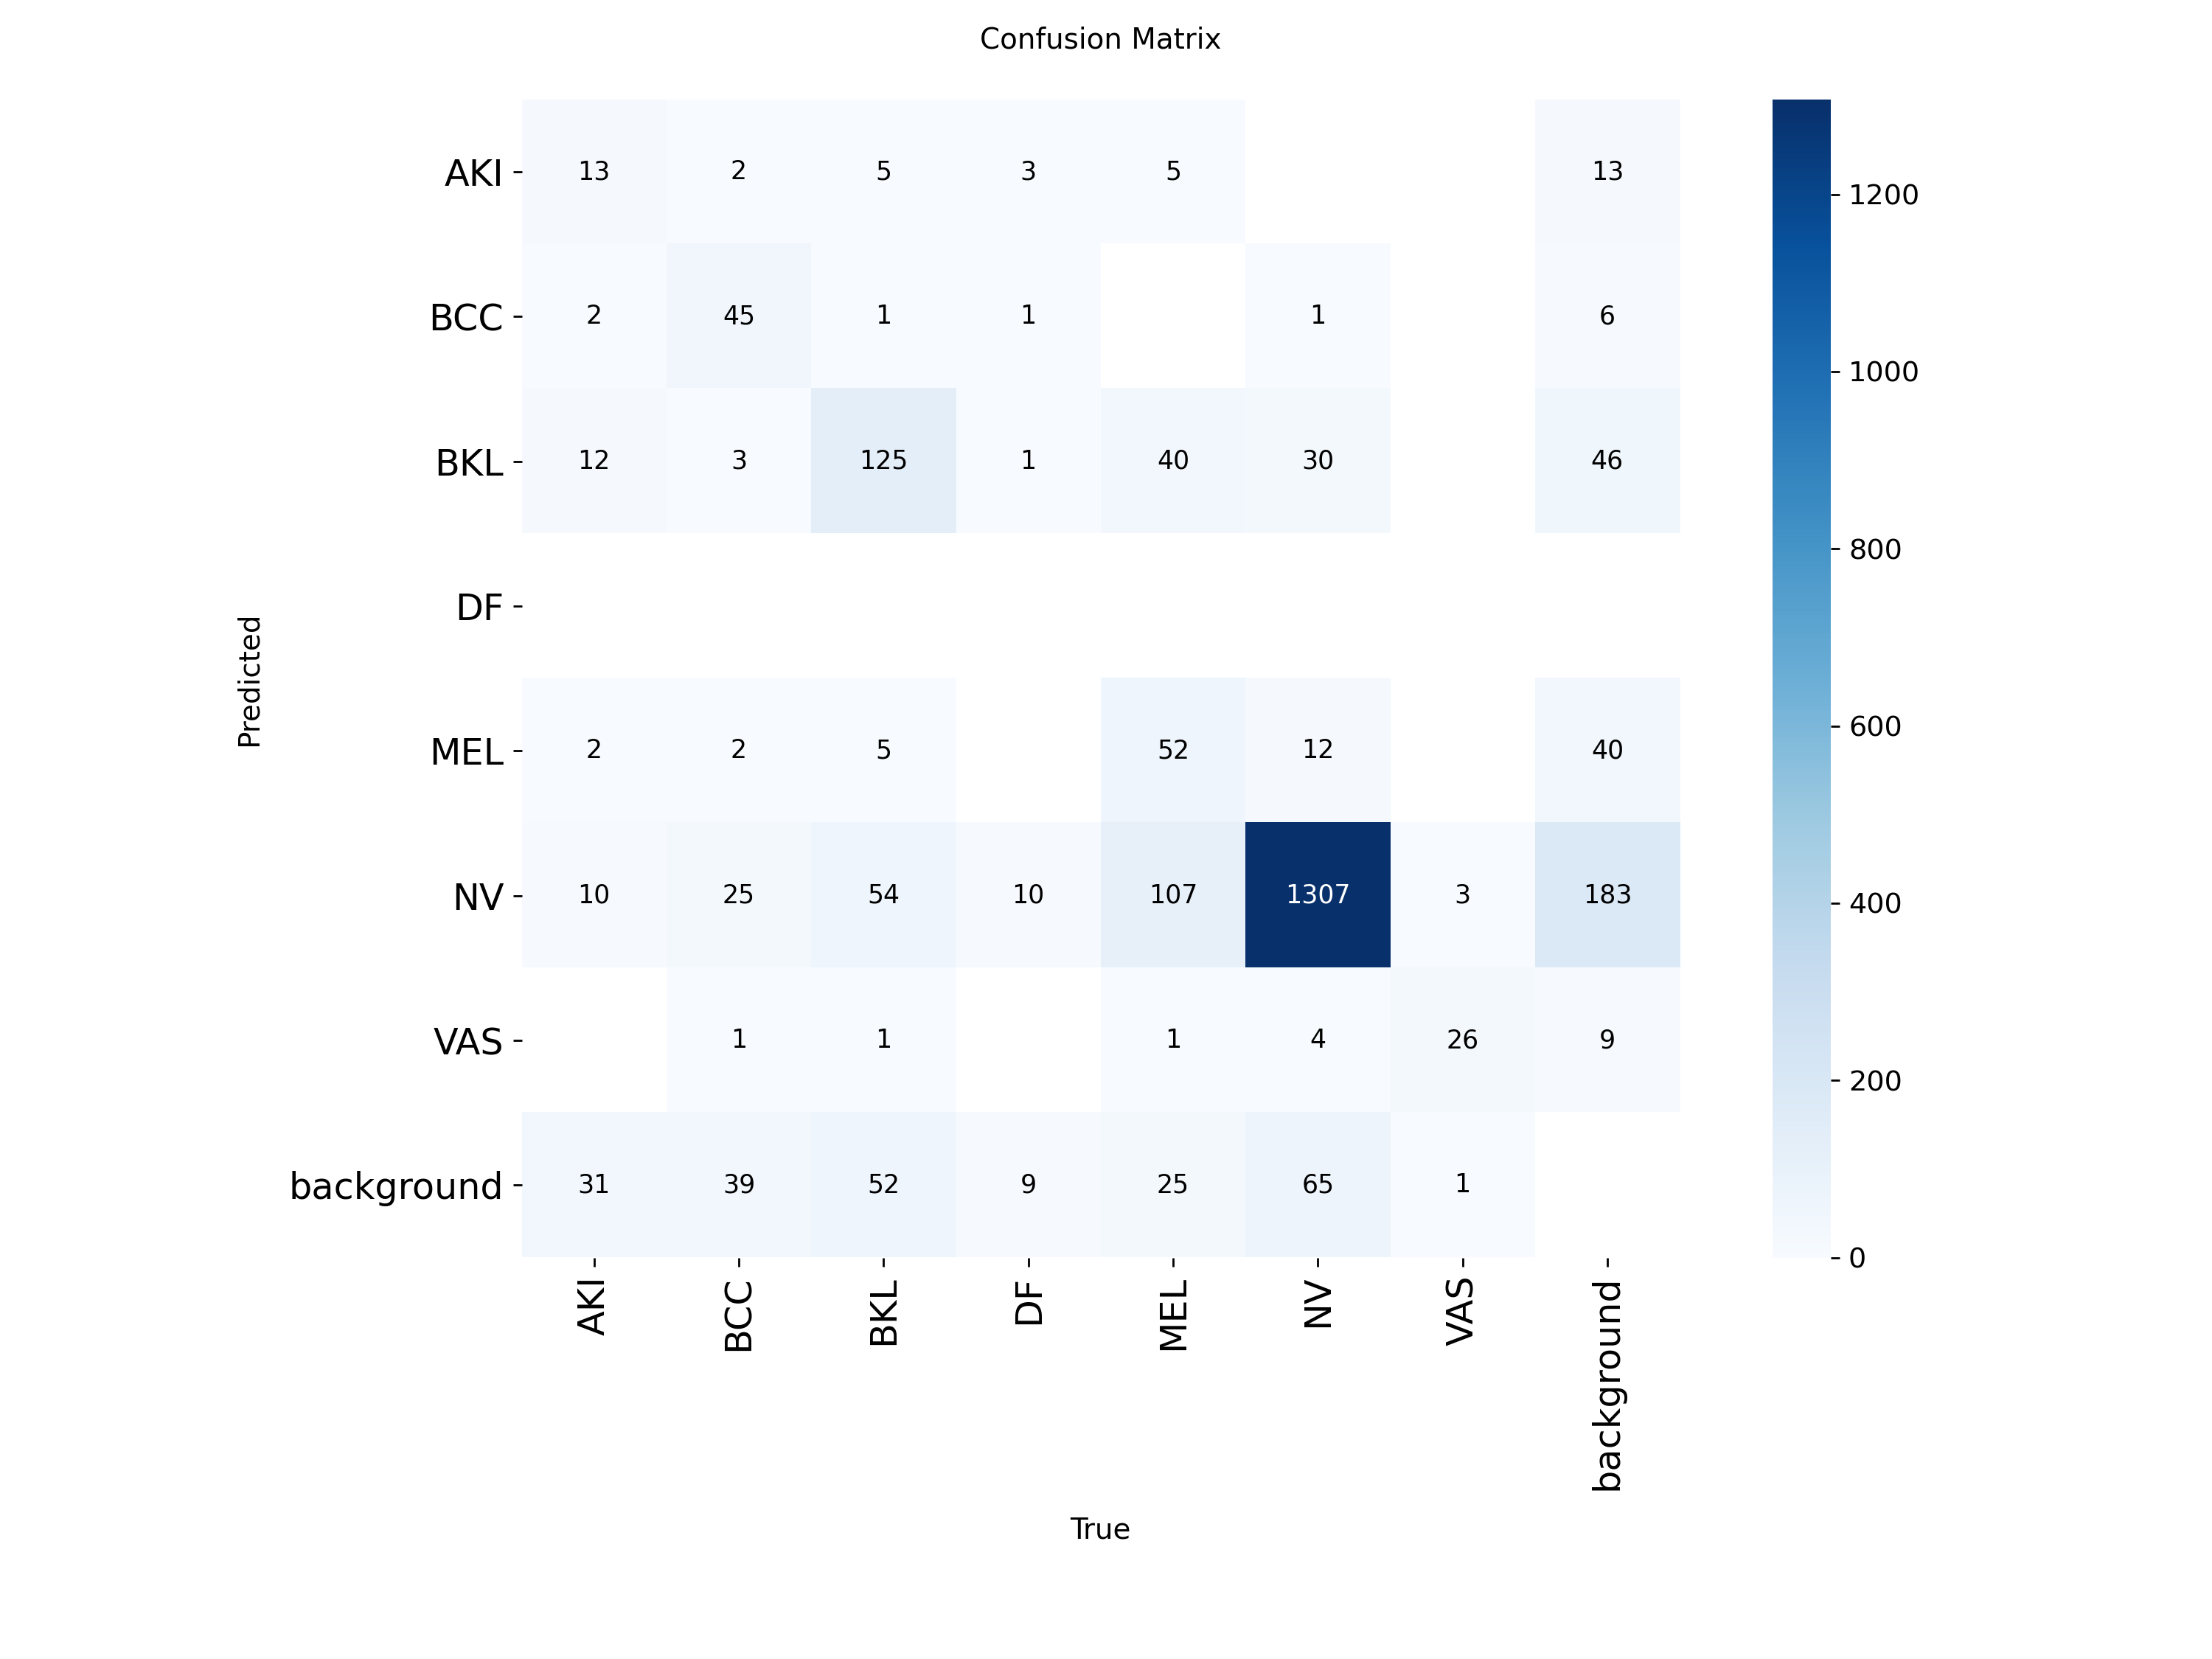 Confusion Matrix
AKI 13 2 5 3 5 13
BCC 2 45 1 1 1 6
BKL 12 3 125 1 40 30 46
DF
MEL 2 2 5 52 12 40
NV 10 25 54 10 107 1307 3 183
VAS 1 1 1 4 26 9
background 31 39 52 9 25 65 1
Predicted
AKI BCC BKL DF MEL NV VAS background
True
1200
1000
800
600
400
200
0